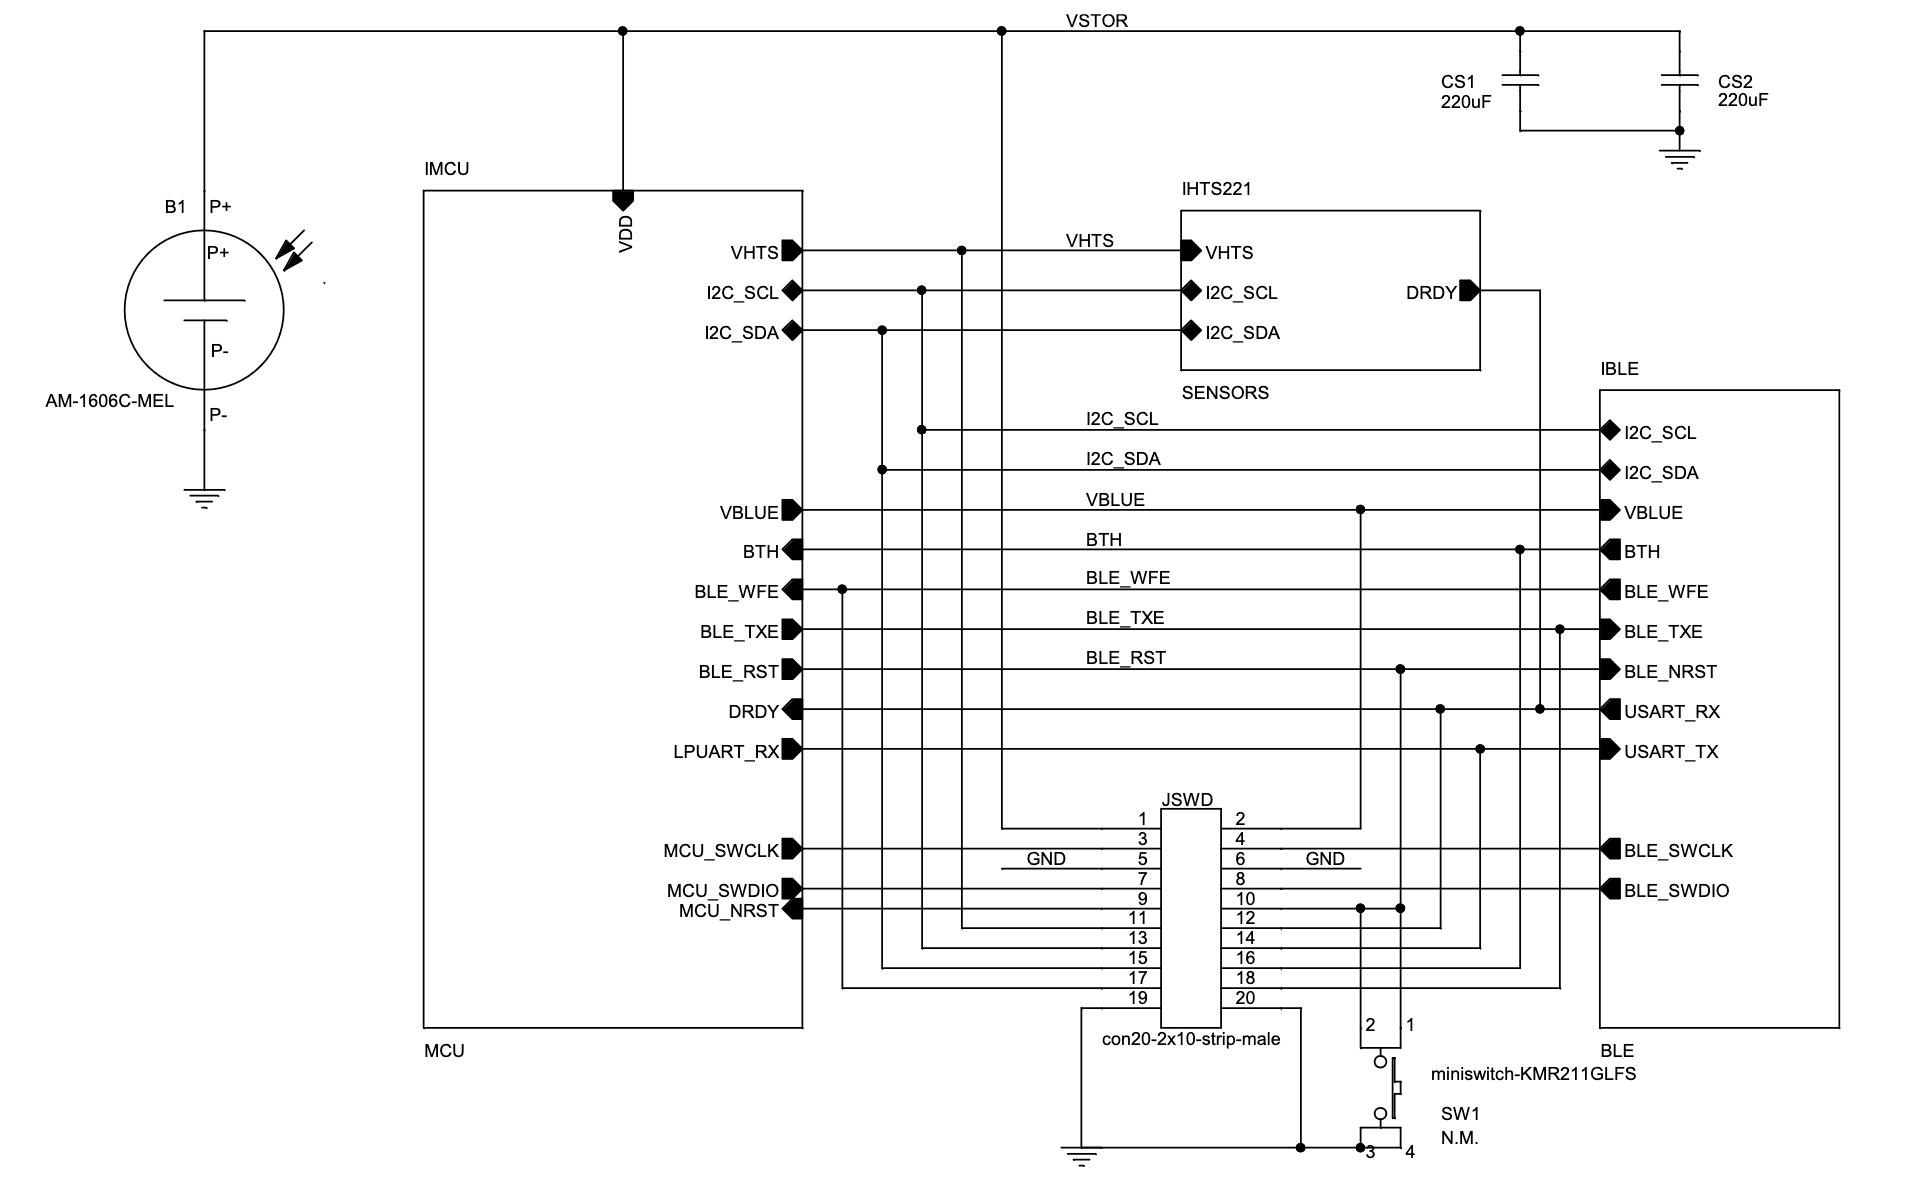 VSTOR
CS1
220uF
CS2
220uF
IMCU
VDD
IHTS221
B1
P+
P+
P-
P-
AM-1606C-MEL
VHTS
VHTS
VHTS
I2C_SCL
I2C_SCL
DRDY
I2C_SDA
I2C_SDA
SENSORS
IBLE
I2C_SCL
I2C_SCL
I2C_SDA
I2C_SDA
VBLUE
VBLUE
VBLUE
BTH
BTH
BTH
BLE_WFE
BLE_WFE
BLE_WFE
BLE_TXE
BLE_TXE
BLE_TXE
BLE_RST
BLE_RST
BLE_NRST
DRDY
USART_RX
LPUART_RX
USART_TX
JSWD
1
2
3
4
MCU_SWCLK
BLE_SWCLK
GND
5
6
GND
7
8
MCU_SWDIO
BLE_SWDIO
9
10
MCU_NRST
11
12
13
14
15
16
17
18
19
20
con20-2x10-strip-male
2
1
MCU
BLE
miniswitch-KMR211GLFS
SW1
N.M.
3
4